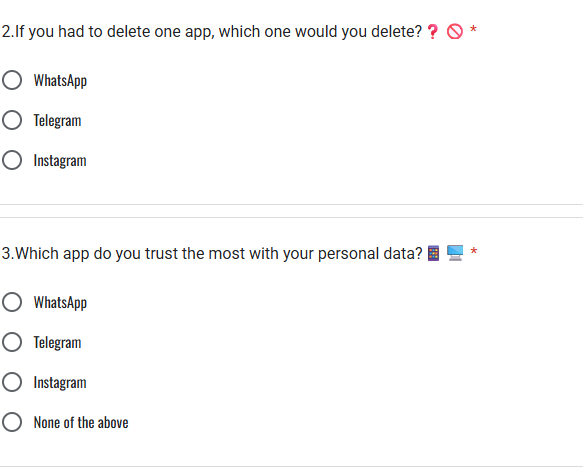 2.If you had to delete one app, which one would you delete?❓ 🚫 *
WhatsApp
Telegram
Instagram
3.Which app do you trust the most with your personal data? 📱 🖥️ *
WhatsApp
Telegram
Instagram
None of the above